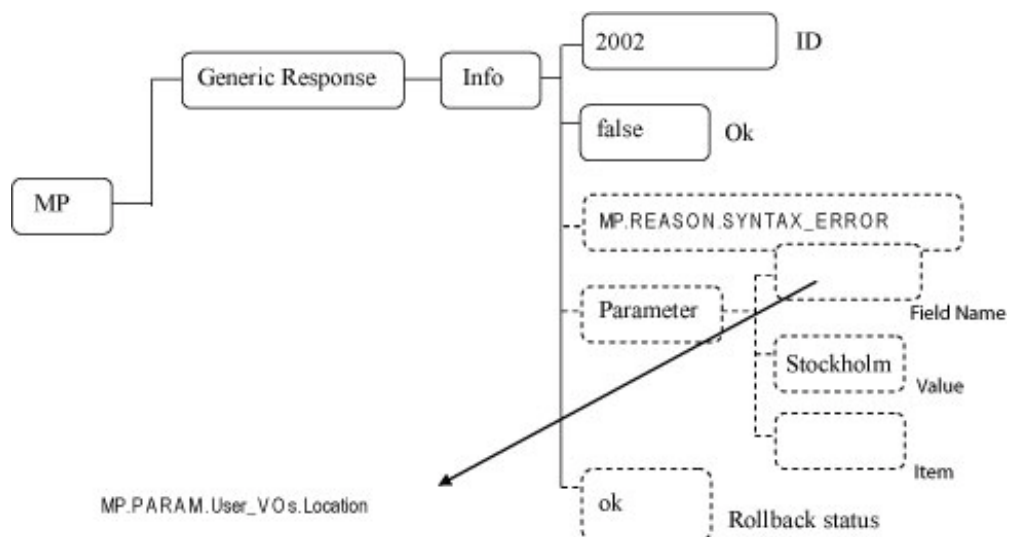 2002
ID
Generic Response
Info
false
Ok
MP
MP.REASON.SYNTAX_ERROR
Parameter
Field Name
Stockholm
Value
Item
MP.PARAM.User_VOs.Location
ok
Rollback status